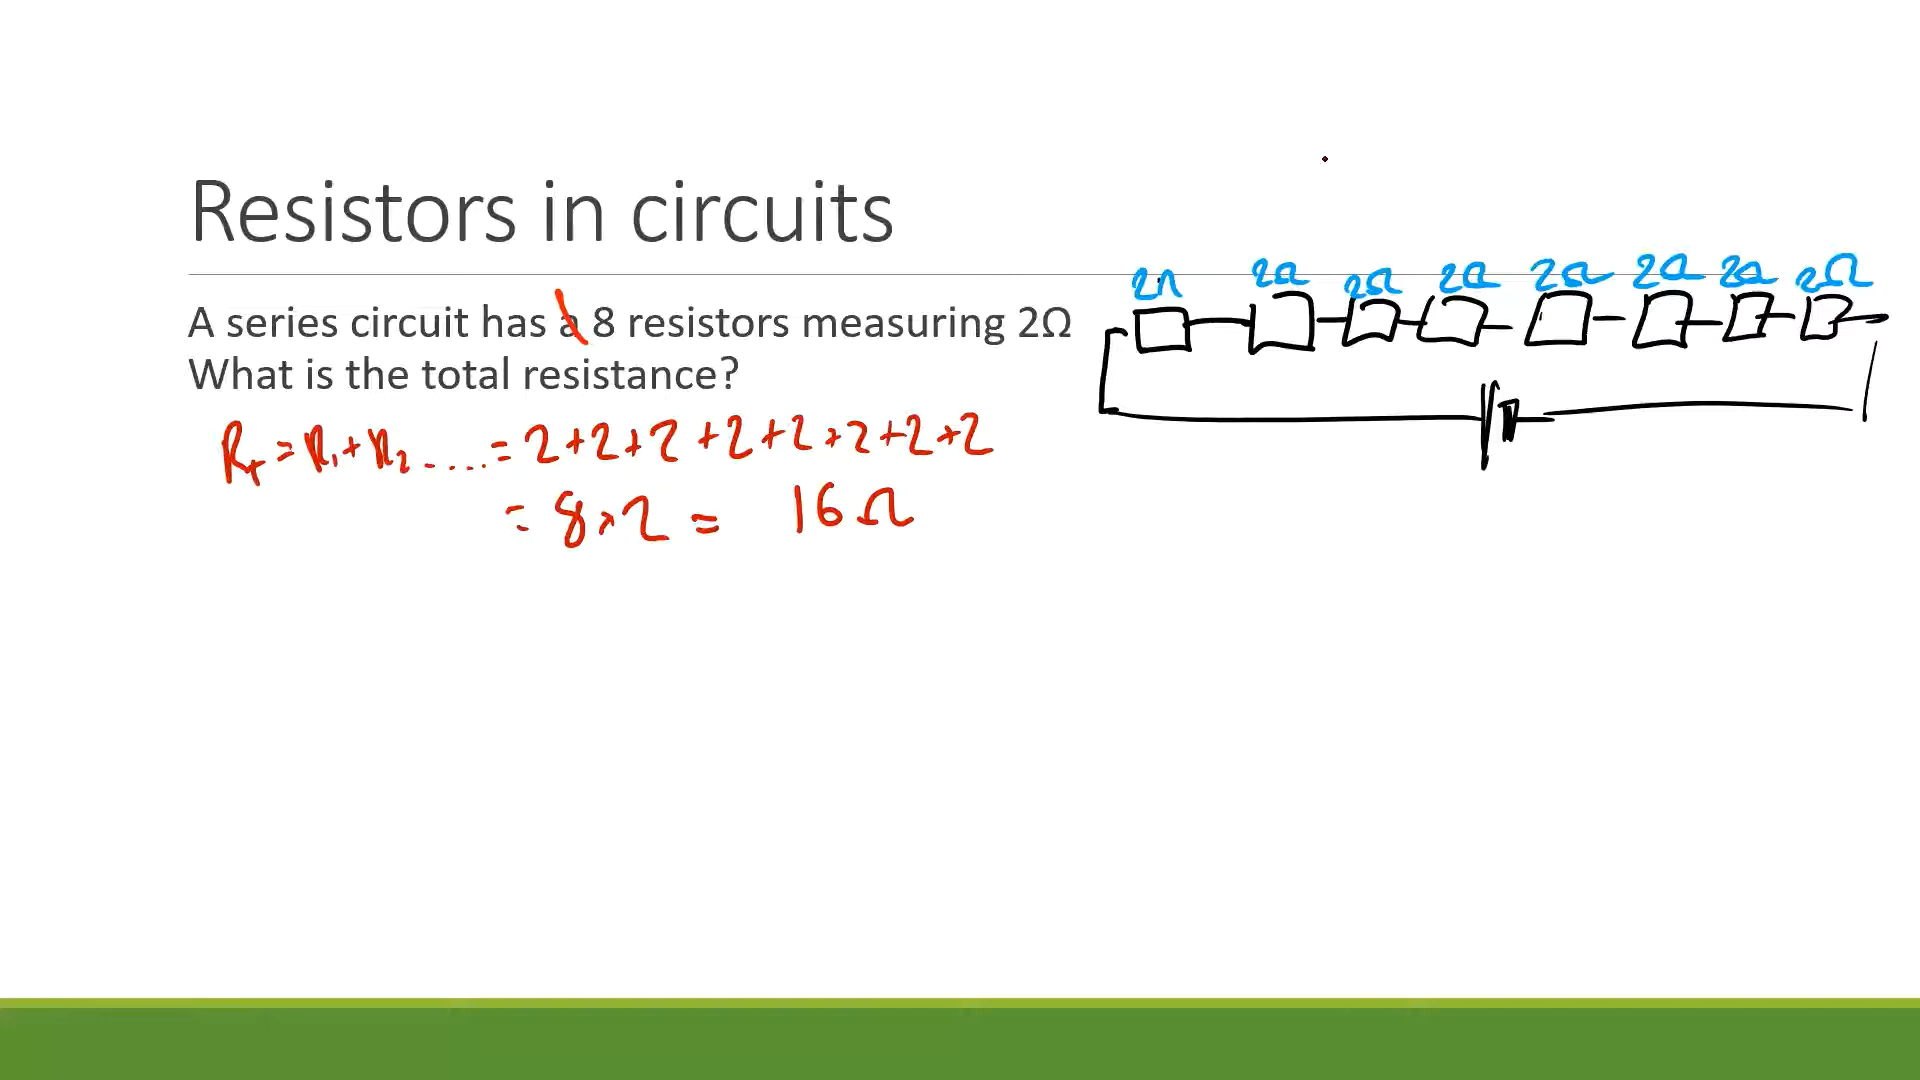 Resistors in circuits
2Ω 2Ω 2Ω 2Ω 2Ω 2Ω 2Ω 2Ω
A series circuit has a 8 resistors measuring 2Ω
What is the total resistance?
R_T = R₁ + R₂ ..... = 2+2+2+2+2+2+2+2
= 8 × 2 = 16Ω